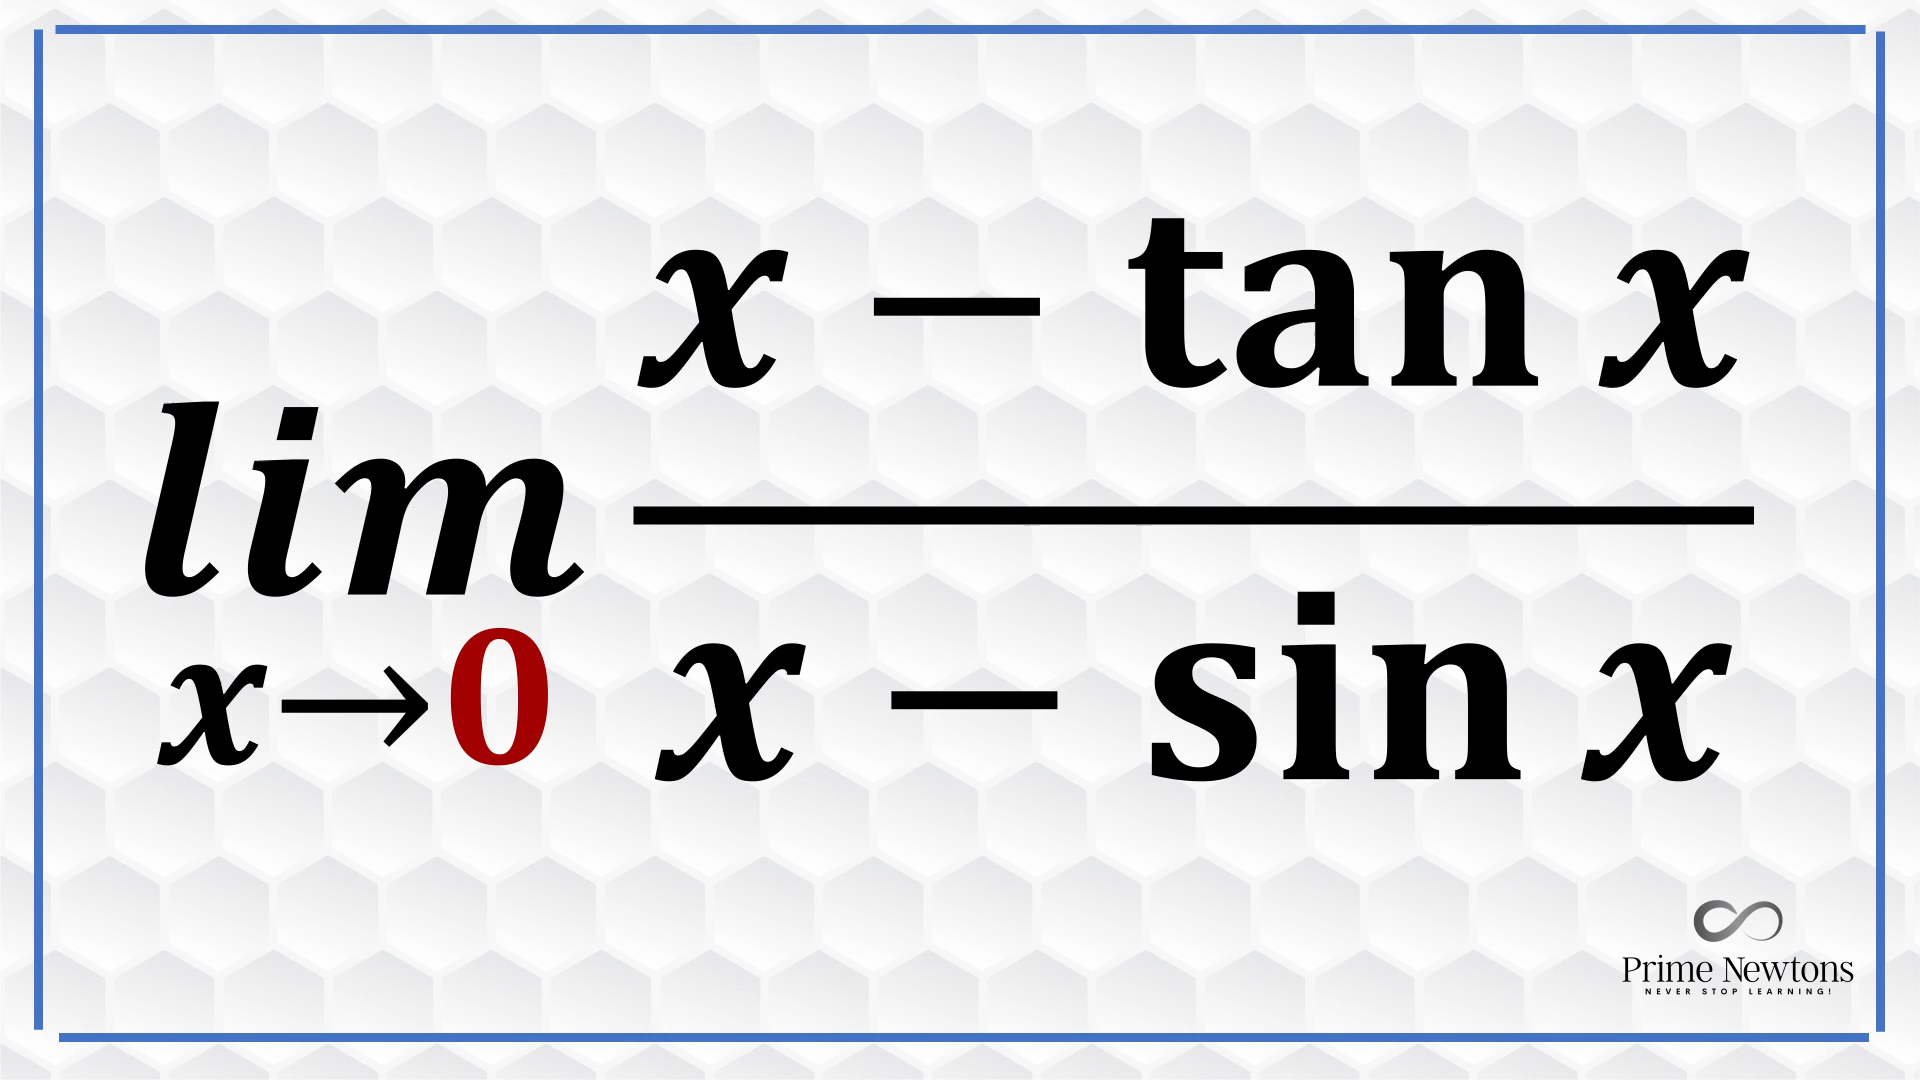 x − tan x
lim
x→0
x − sin x
Prime Newtons
NEVER STOP LEARNING!